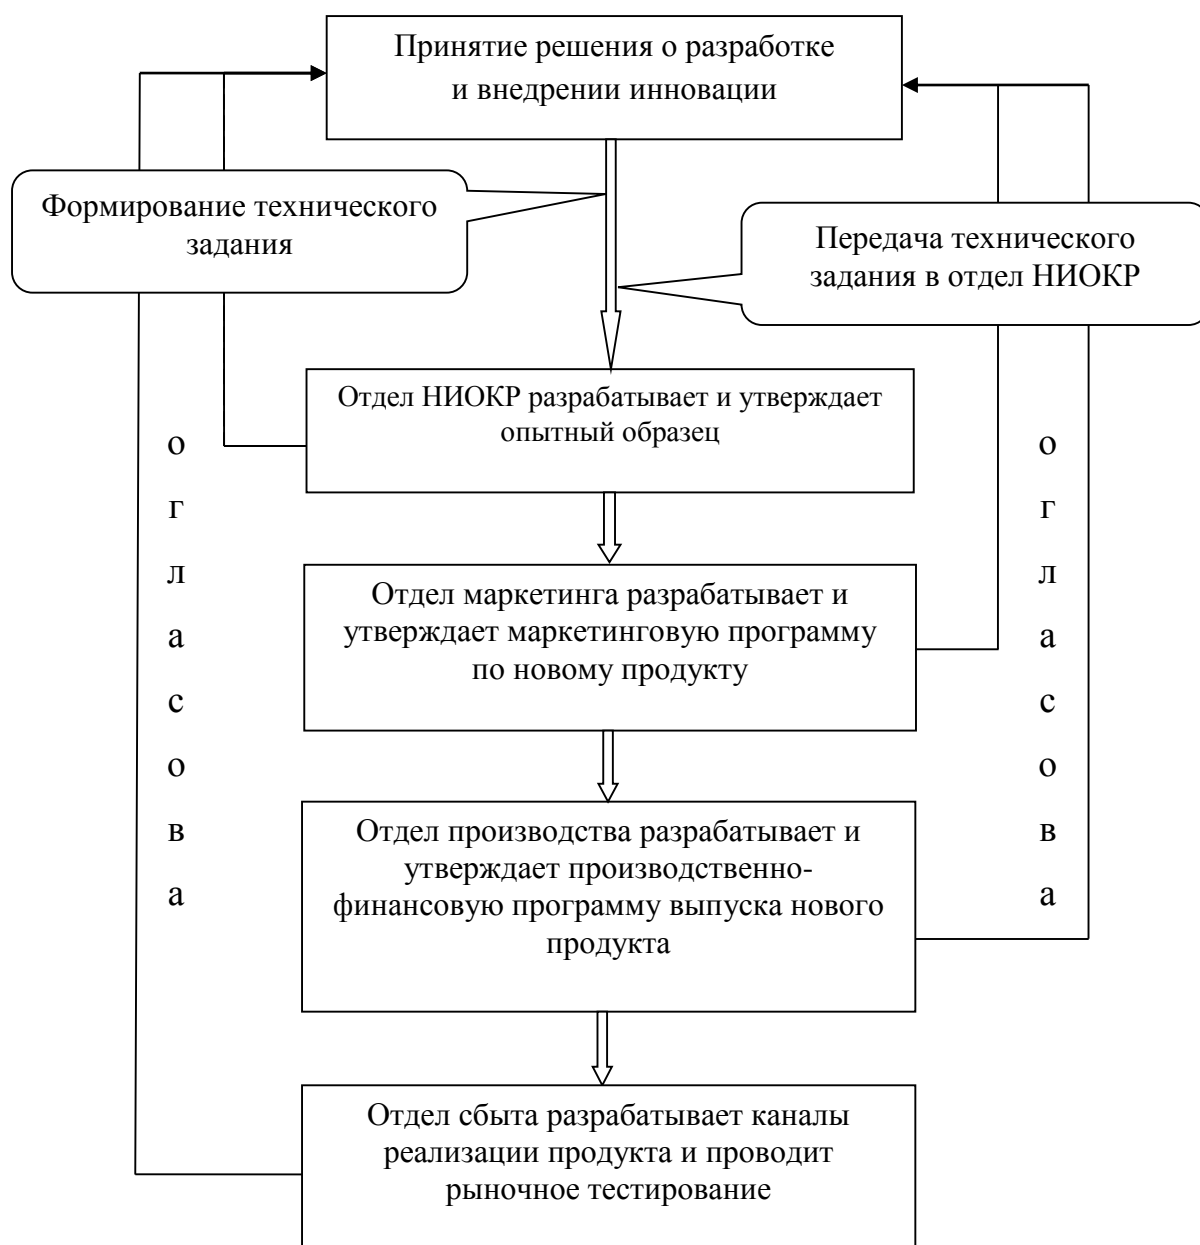 Принятие решения о разработке
и внедрении инновации
Формирование технического
задания
Передача технического
задания в отдел НИОКР
Отдел НИОКР разрабатывает и утверждает
опытный образец
о
г
л
а
с
о
в
а
о
г
л
а
с
о
в
а
Отдел маркетинга разрабатывает и
утверждает маркетинговую программу
по новому продукту
Отдел производства разрабатывает и
утверждает производственно-
финансовую программу выпуска нового
продукта
Отдел сбыта разрабатывает каналы
реализации продукта и проводит
рыночное тестирование